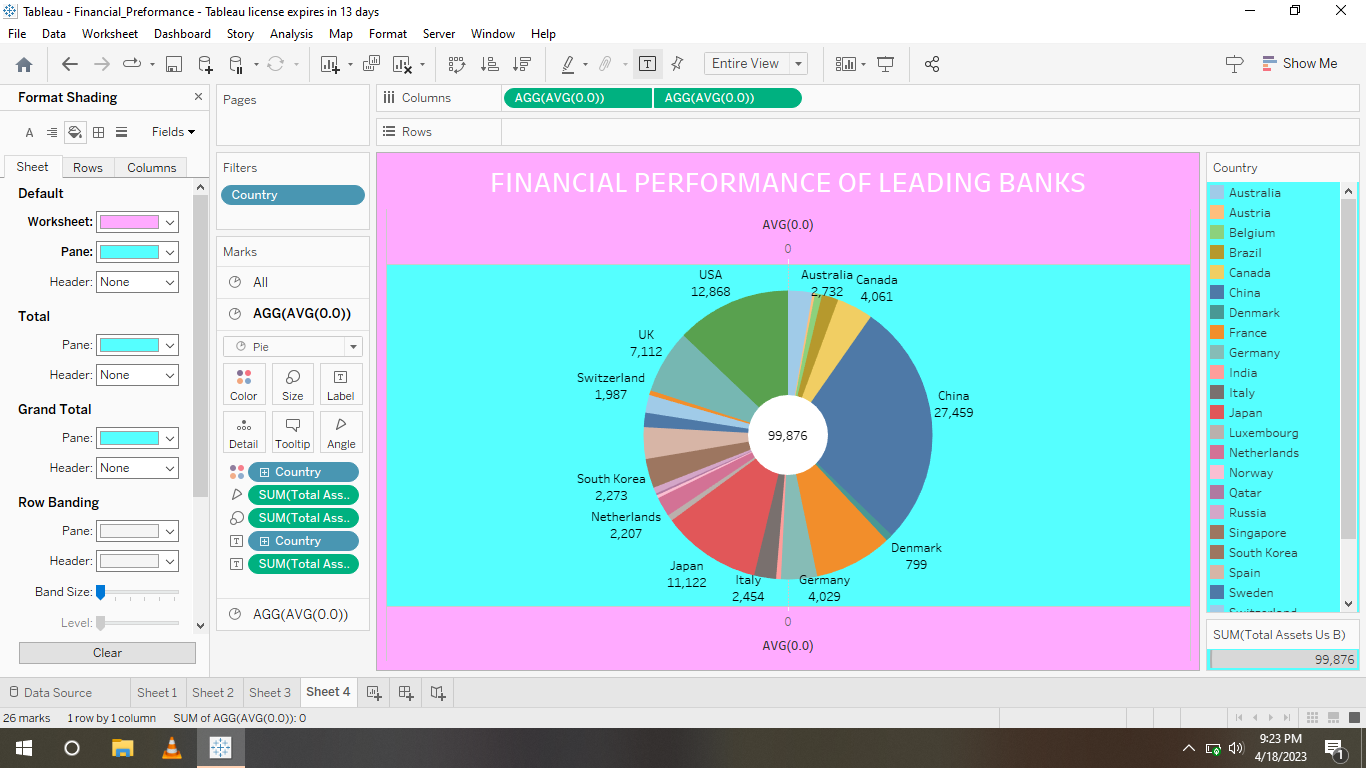 Tableau - Financial_Preformance - Tableau license expires in 13 days
File Data Worksheet Dashboard Story Analysis Map Format Server Window Help
Entire View
Show Me
Format Shading
A
Fields
Sheet Rows Columns
Default
Worksheet:
Pane:
Header: None
Total
Pane:
Header: None
Grand Total
Pane:
Header: None
Row Banding
Pane:
Header:
Band Size:
Level:
Clear
Pages
Filters
Country
Marks
All
AGG(AVG(0.0))
Pie
Color Size Label
Detail Tooltip Angle
Country
SUM(Total Ass..
SUM(Total Ass..
Country
SUM(Total Ass..
AGG(AVG(0.0))
Columns AGG(AVG(0.0)) AGG(AVG(0.0))
Rows
FINANCIAL PERFORMANCE OF LEADING BANKS
AVG(0.0)
0
USA
12,868
Australia
2,732
Canada
4,061
UK
7,112
Switzerland
1,987
China
27,459
99,876
South Korea
2,273
Netherlands
2,207
Denmark
799
Japan
11,122
Italy
2,454
Germany
4,029
0
AVG(0.0)
Country
Australia
Austria
Belgium
Brazil
Canada
China
Denmark
France
Germany
India
Italy
Japan
Luxembourg
Netherlands
Norway
Qatar
Russia
Singapore
South Korea
Spain
Sweden
Switzerland
SUM(Total Assets Us B)
99,876
Data Source Sheet 1 Sheet 2 Sheet 3 Sheet 4
26 marks 1 row by 1 column SUM of AGG(AVG(0.0)): 0
9:23 PM
4/18/2023
1